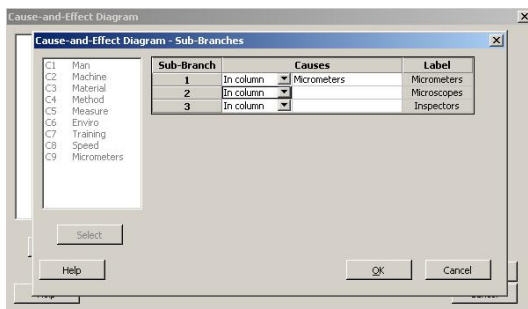 Cause-and-Effect Diagram
Cause-and-Effect Diagram - Sub-Branches
C1 Man
C2 Machine
C3 Material
C4 Method
C5 Measure
C6 Enviro
C7 Training
C8 Speed
C9 Micrometers
Sub-Branch Causes Label
1 In column Micrometers Micrometers
2 In column Microscopes
3 In column Inspectors
Select
Help OK Cancel
Help Cancel